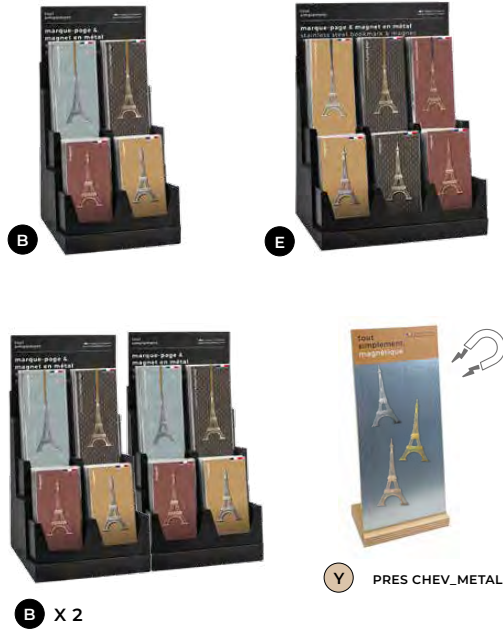 tout
simplement
marque-page &
magnet en métal
B
tout
simplement
marque-page & magnet en métal
stainless steel bookmark & magnet
E
tout
simplement
marque-page &
magnet en métal
tout
simplement
marque-page &
magnet en métal
B X 2
tout
simplement
magnétique
Y PRES CHEV_METAL